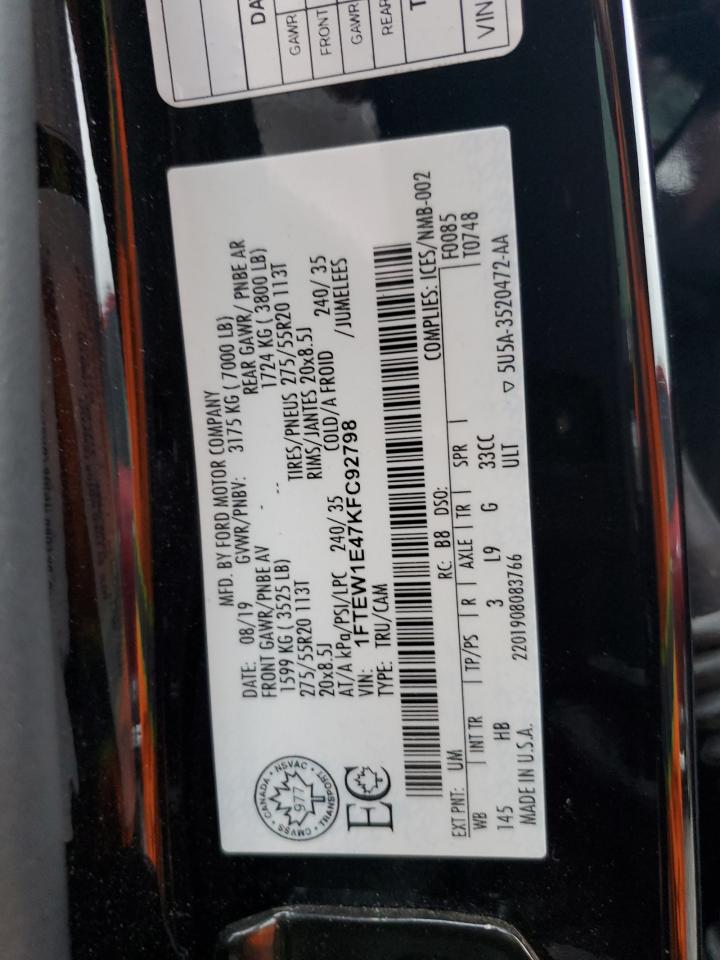 DA
GAWR
FRONT
GAWR
REAR
T
VIN
MFD. BY FORD MOTOR COMPANY
DATE: 08/19 GVWR/PNBV: 3175 KG ( 7000 LB)
FRONT GAWR/PNBE AV - REAR GAWR/ PNBE AR
1599 KG ( 3525 LB) -- 1724 KG ( 3800 LB)
275/55R20 113T TIRES/PNEUS 275/55R20 113T
20x8.5J RIMS/JANTES 20x8.5J
AT/A kPa/PSI/LPC 240/ 35 COLD/A FROID 240/ 35
VIN: 1FTEW1E47KFC92798 /JUMELEES
TYPE: TRU/CAM
CANADA • NSVAC • TRANSPORT • CMVSS •
977
EC
COMPLIES: ICES/NMB-002
EXT PNT: UM RC: B8 DSO: F0085
WB | INT TR | TP/PS | R | AXLE | TR | SPR | T0748
145 HB 3 L9 G 33CC
MADE IN U.S.A. 2201908083766 ULT ▽ 5U5A-3520472-AA